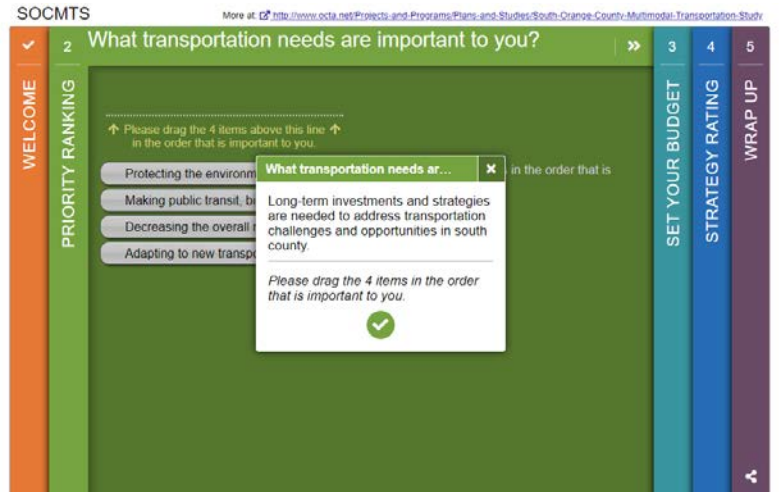 SOCMTS
More at: http://www.octa.net/Projects-and-Programs/Plans-and-Studies/South-Orange-County-Multimodal-Transportation-Study
WELCOME
2
PRIORITY RANKING
What transportation needs are important to you?
Please drag the 4 items above this line
in the order that is important to you.
Protecting the environm
Making public transit, bi
Decreasing the overall
Adapting to new transpo
in the order that is
What transportation needs ar...
Long-term investments and strategies
are needed to address transportation
challenges and opportunities in south
county.
Please drag the 4 items in the order
that is important to you.
3
SET YOUR BUDGET
4
STRATEGY RATING
5
WRAP UP